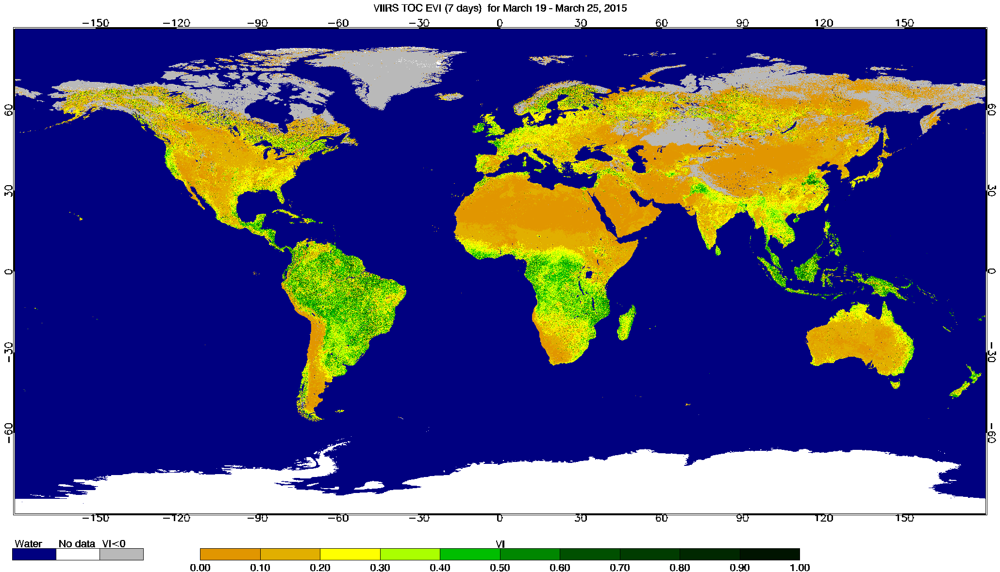 VIIRS TOC EVI (7 days)  for March 19 - March 25, 2015
−150 −120 −90 −60 −30 0 30 60 90 120 150
60 60
30 30
0 0
−30 −30
−60 −60
−150 −120 −90 −60 −30 0 30 60 90 120 150
Water No data VI<0 VI
0.00 0.10 0.20 0.30 0.40 0.50 0.60 0.70 0.80 0.90 1.00